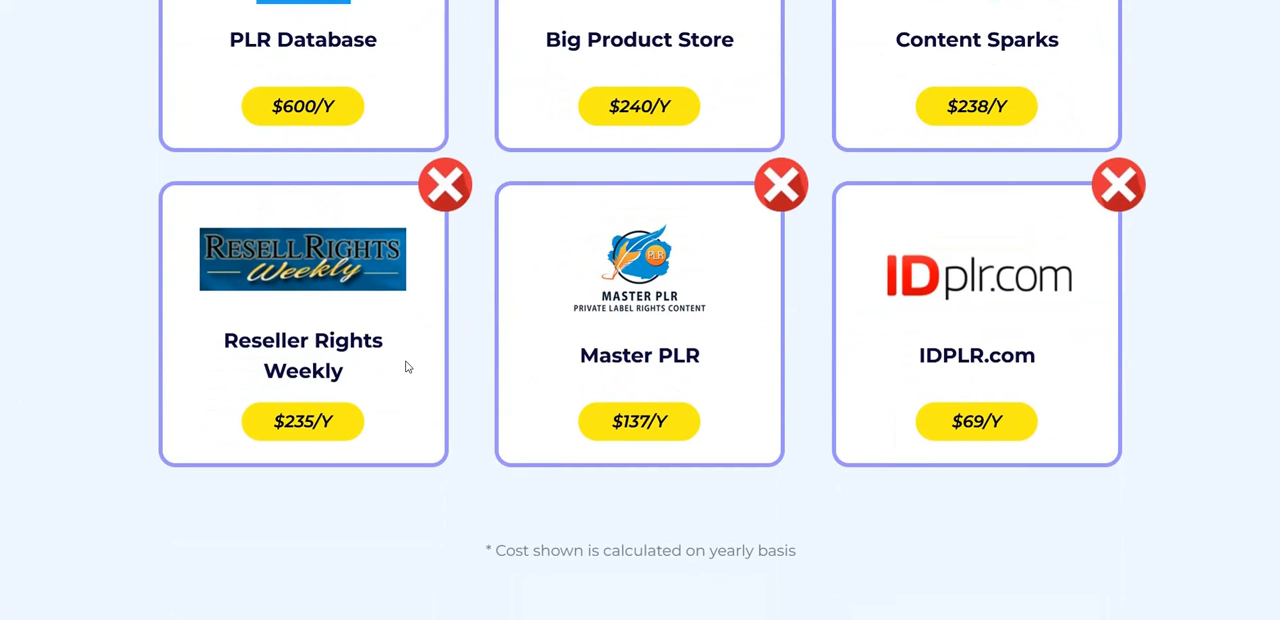 PLR Database
Big Product Store
Content Sparks
$600/Y
$240/Y
$238/Y
RESELL RIGHTS
Weekly
PLR
MASTER PLR
PRIVATE LABEL RIGHTS CONTENT
IDplr.com
Reseller Rights
Weekly
Master PLR
IDPLR.com
$235/Y
$137/Y
$69/Y
* Cost shown is calculated on yearly basis